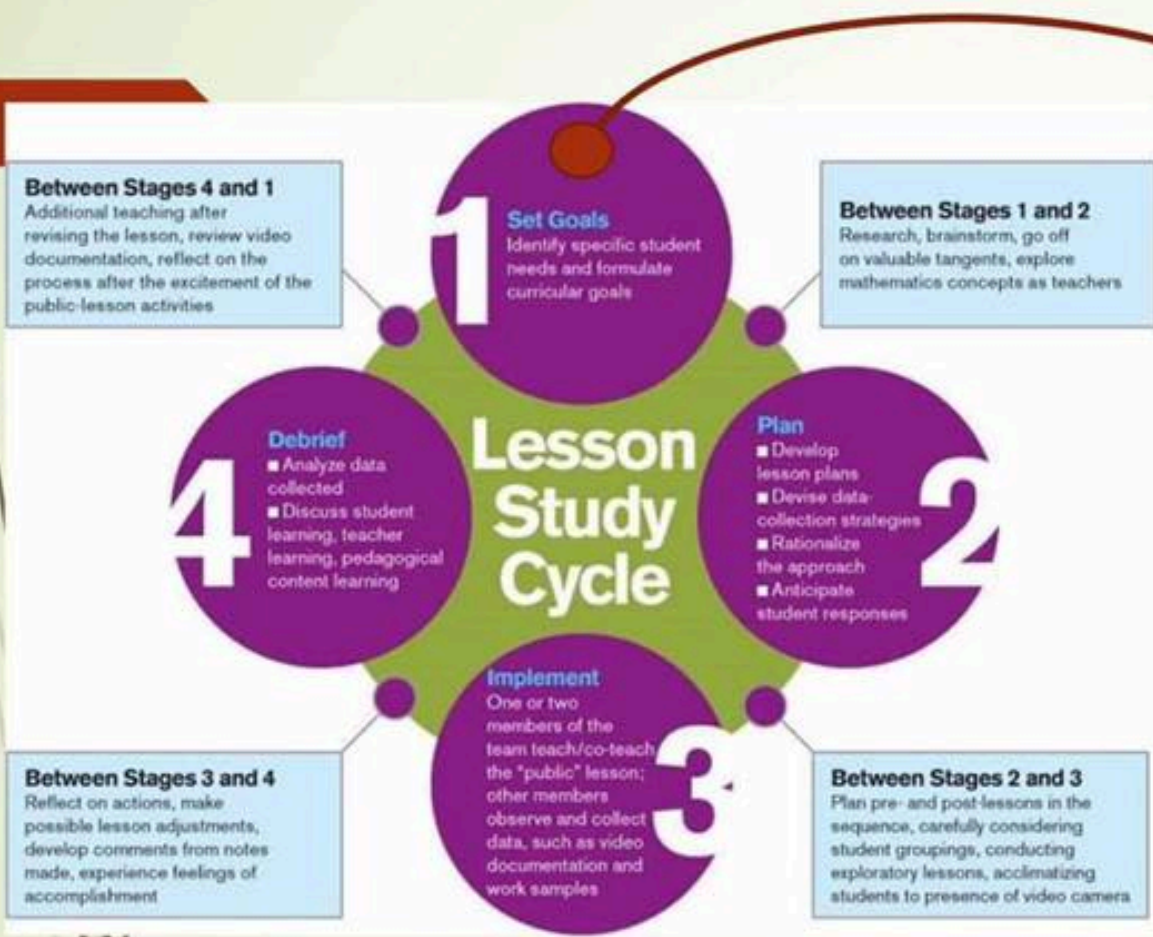 1
Set Goals
Identify specific student
needs and formulate
curricular goals
Between Stages 1 and 2
Research, brainstorm, go off
on valuable tangents, explore
mathematics concepts as teachers
2
Plan
■ Develop
lesson plans
■ Devise data-
collection strategies
■ Rationalize
the approach
■ Anticipate
student responses
Between Stages 2 and 3
Plan pre- and post-lessons in the
sequence, carefully considering
student groupings, conducting
exploratory lessons, acclimatizing
students to presence of video camera
3
Implement
One or two
members of the
team teach/co-teach
the "public" lesson;
other members
observe and collect
data, such as video
documentation and
work samples
Between Stages 3 and 4
Reflect on actions, make
possible lesson adjustments,
develop comments from notes
made, experience feelings of
accomplishment
4
Debrief
■ Analyze data
collected
■ Discuss student
learning, teacher
learning, pedagogical
content learning
Between Stages 4 and 1
Additional teaching after
revising the lesson, review video
documentation, reflect on the
process after the excitement of the
public-lesson activities
Lesson
Study
Cycle